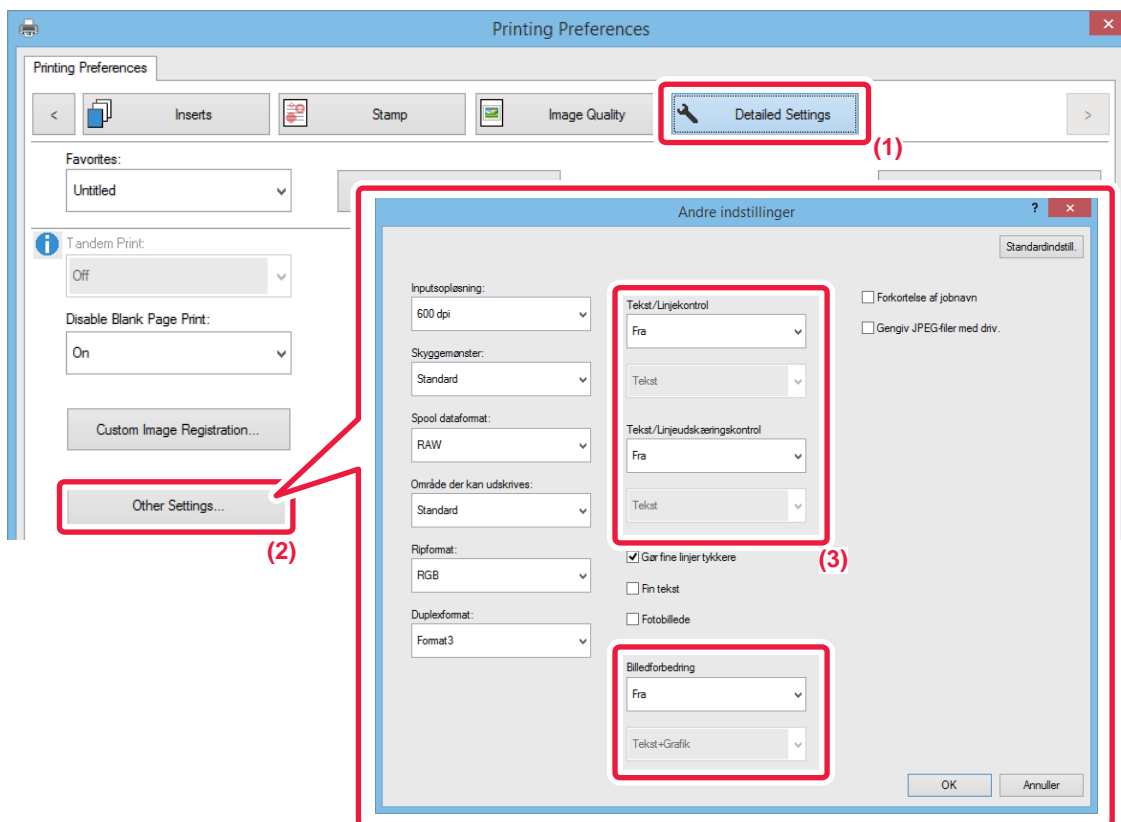 Printing Preferences
Printing Preferences
<
Inserts
Stamp
Image Quality
Detailed Settings
>
(1)
Favorites:
Untitled
Tandem Print:
Off
Disable Blank Page Print:
On
Custom Image Registration...
Other Settings...
(2)
Andre indstillinger
?
Standardindstill.
Inputsopløsning:
600 dpi
Skyggemønster:
Standard
Spool dataformat:
RAW
Område der kan udskrives:
Standard
Ripformat:
RGB
Duplexformat:
Format3
Tekst/Linjekontrol
Fra
Tekst
Tekst/Linjeudskæringskontrol
Fra
Tekst
(3)
Gør fine linjer tykkere
Fin tekst
Fotobillede
Billedforbedring
Fra
Tekst+Grafik
Forkortelse af jobnavn
Gengiv JPEG-filer med driv.
OK
Annuller